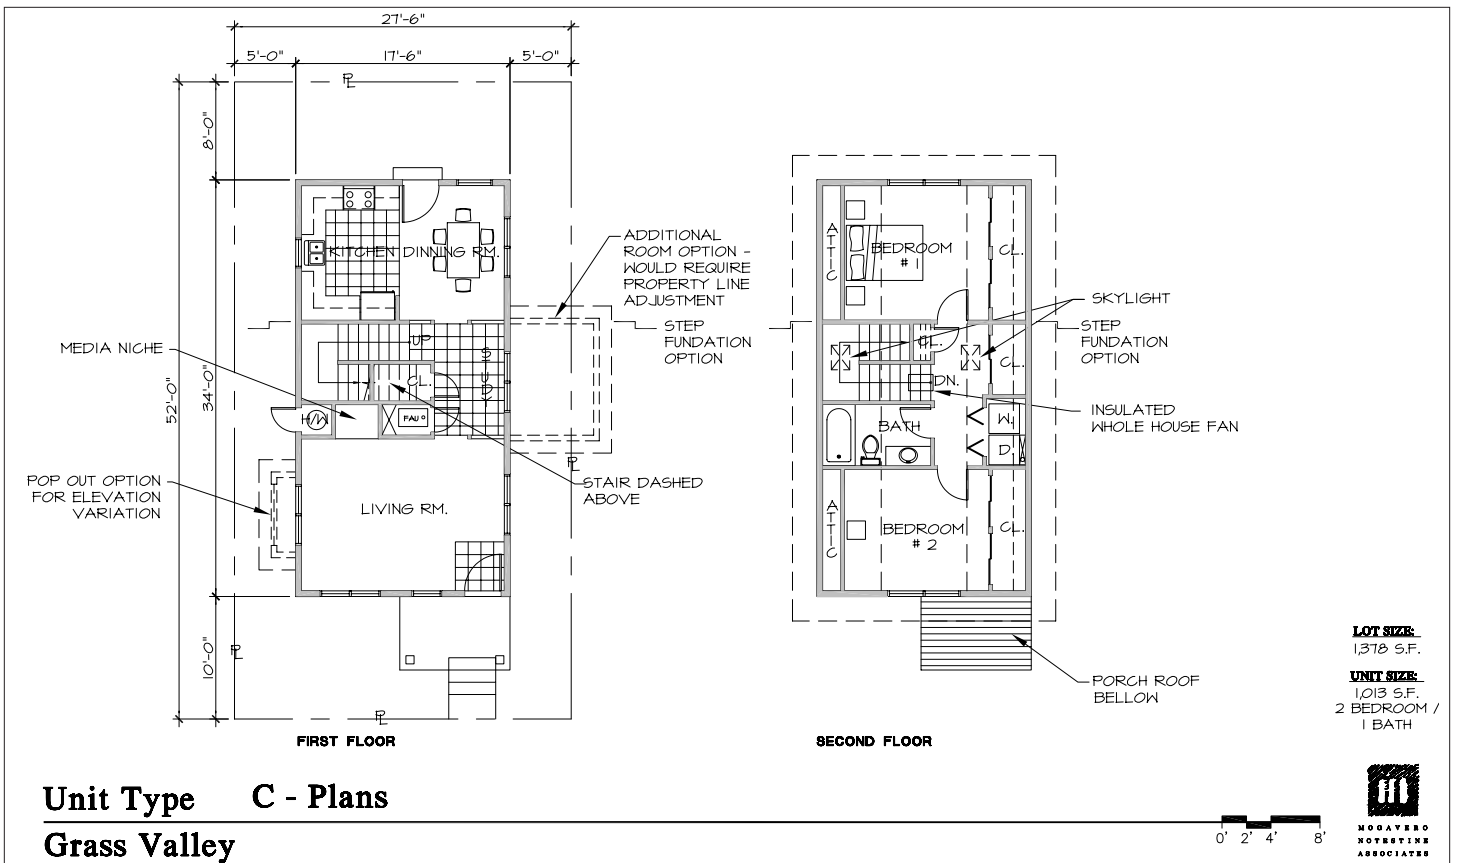 27'-6"
5'-0"
17'-6"
5'-0"
PL
8'-0"
52'-0"
34'-0"
10'-0"
KITCHEN
DINNING RM.
ADDITIONAL
ROOM OPTION -
WOULD REQUIRE
PROPERTY LINE
ADJUSTMENT
STEP
FUNDATION
OPTION
MEDIA NICHE
UP
CL.
H/W
FAU
PL
STAIR DASHED
ABOVE
POP OUT OPTION
FOR ELEVATION
VARIATION
LIVING RM.
PL
PL
FIRST FLOOR
ATTIC
BEDROOM
# 1
CL.
SKYLIGHT
STEP
FUNDATION
OPTION
CL.
CL.
DN.
INSULATED
WHOLE HOUSE FAN
BATH
W.
D.
ATTIC
BEDROOM
# 2
CL.
PORCH ROOF
BELLOW
SECOND FLOOR
LOT SIZE:
1,378 S.F.
UNIT SIZE:
1,013 S.F.
2 BEDROOM /
1 BATH
Unit Type C - Plans
Grass Valley
0' 2' 4' 8'
MOGAVERO
NOTESTINE
ASSOCIATES